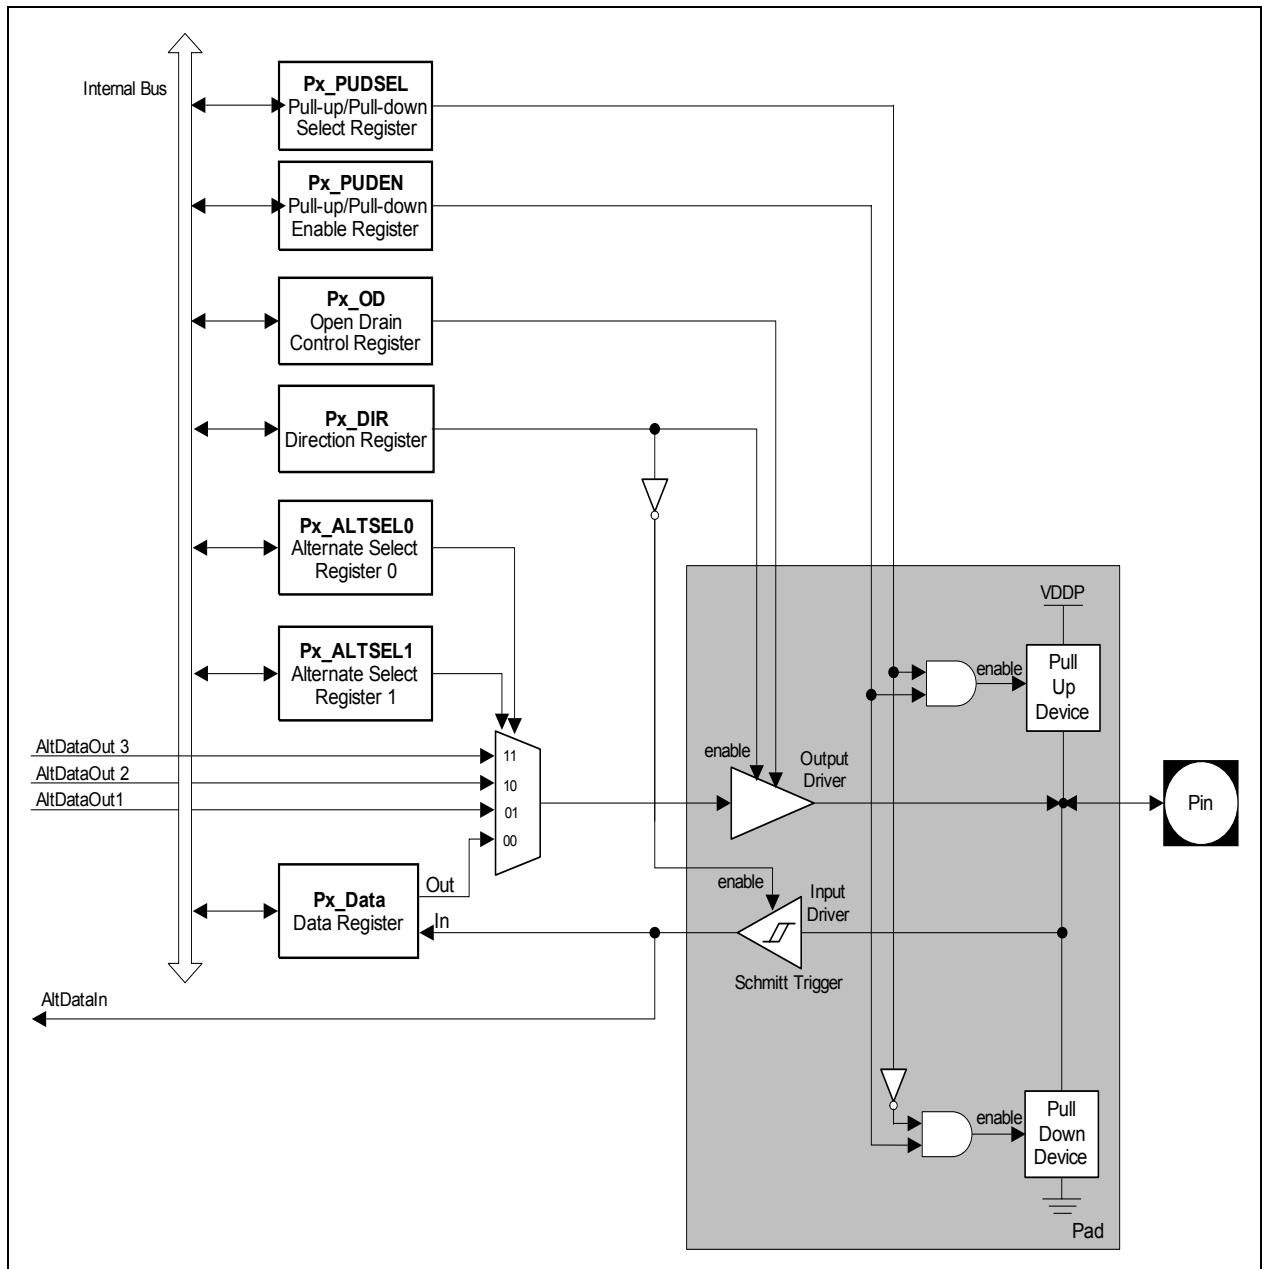 Internal Bus
Px_PUDSEL
Pull-up/Pull-down
Select Register
Px_PUDEN
Pull-up/Pull-down
Enable Register
Px_OD
Open Drain
Control Register
Px_DIR
Direction Register
Px_ALTSEL0
Alternate Select
Register 0
Px_ALTSEL1
Alternate Select
Register 1
AltDataOut 3
AltDataOut 2
AltDataOut1
11
10
01
00
Px_Data
Data Register
Out
In
AltDataIn
enable
Output
Driver
enable
Input
Driver
Schmitt Trigger
VDDP
enable
Pull
Up
Device
Pin
enable
Pull
Down
Device
Pad